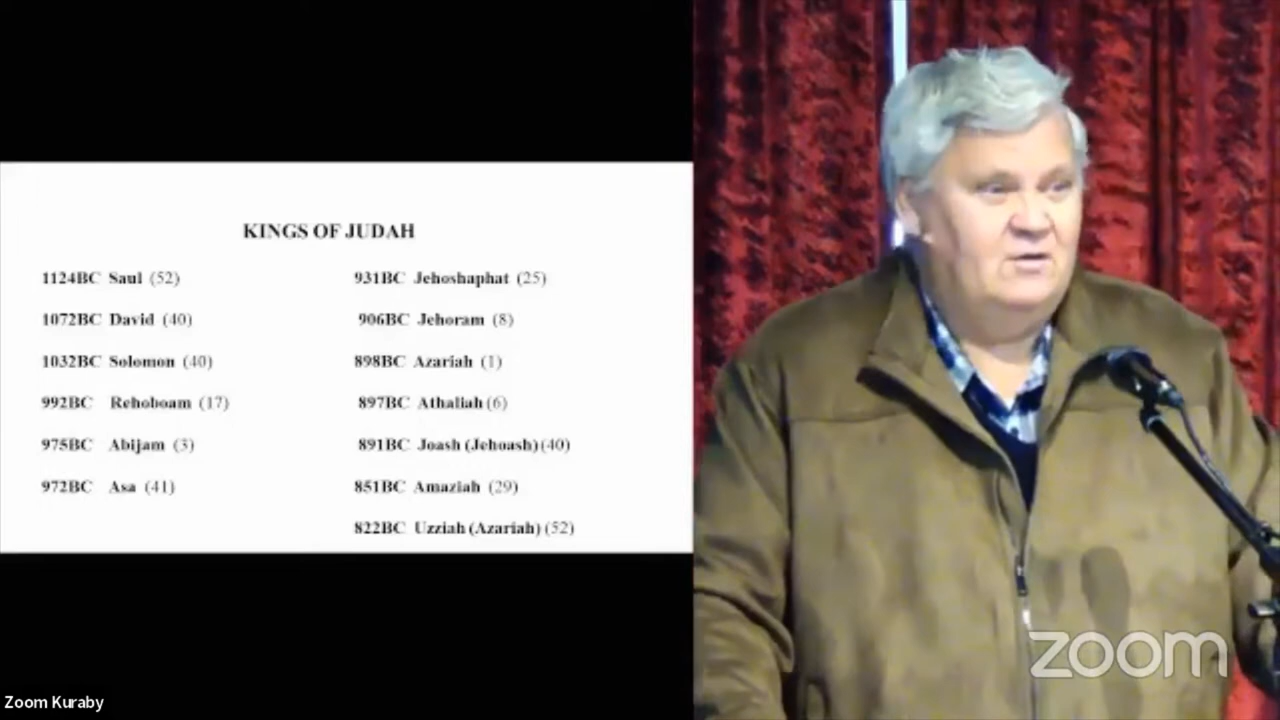 KINGS OF JUDAH
1124BC Saul (52)
1072BC David (40)
1032BC Solomon (40)
992BC Rehoboam (17)
975BC Abijam (3)
972BC Asa (41)
931BC Jehoshaphat (25)
906BC Jehoram (8)
898BC Azariah (1)
897BC Athaliah (6)
891BC Joash (Jehoash) (40)
851BC Amaziah (29)
822BC Uzziah (Azariah) (52)
zoom
Zoom Kuraby